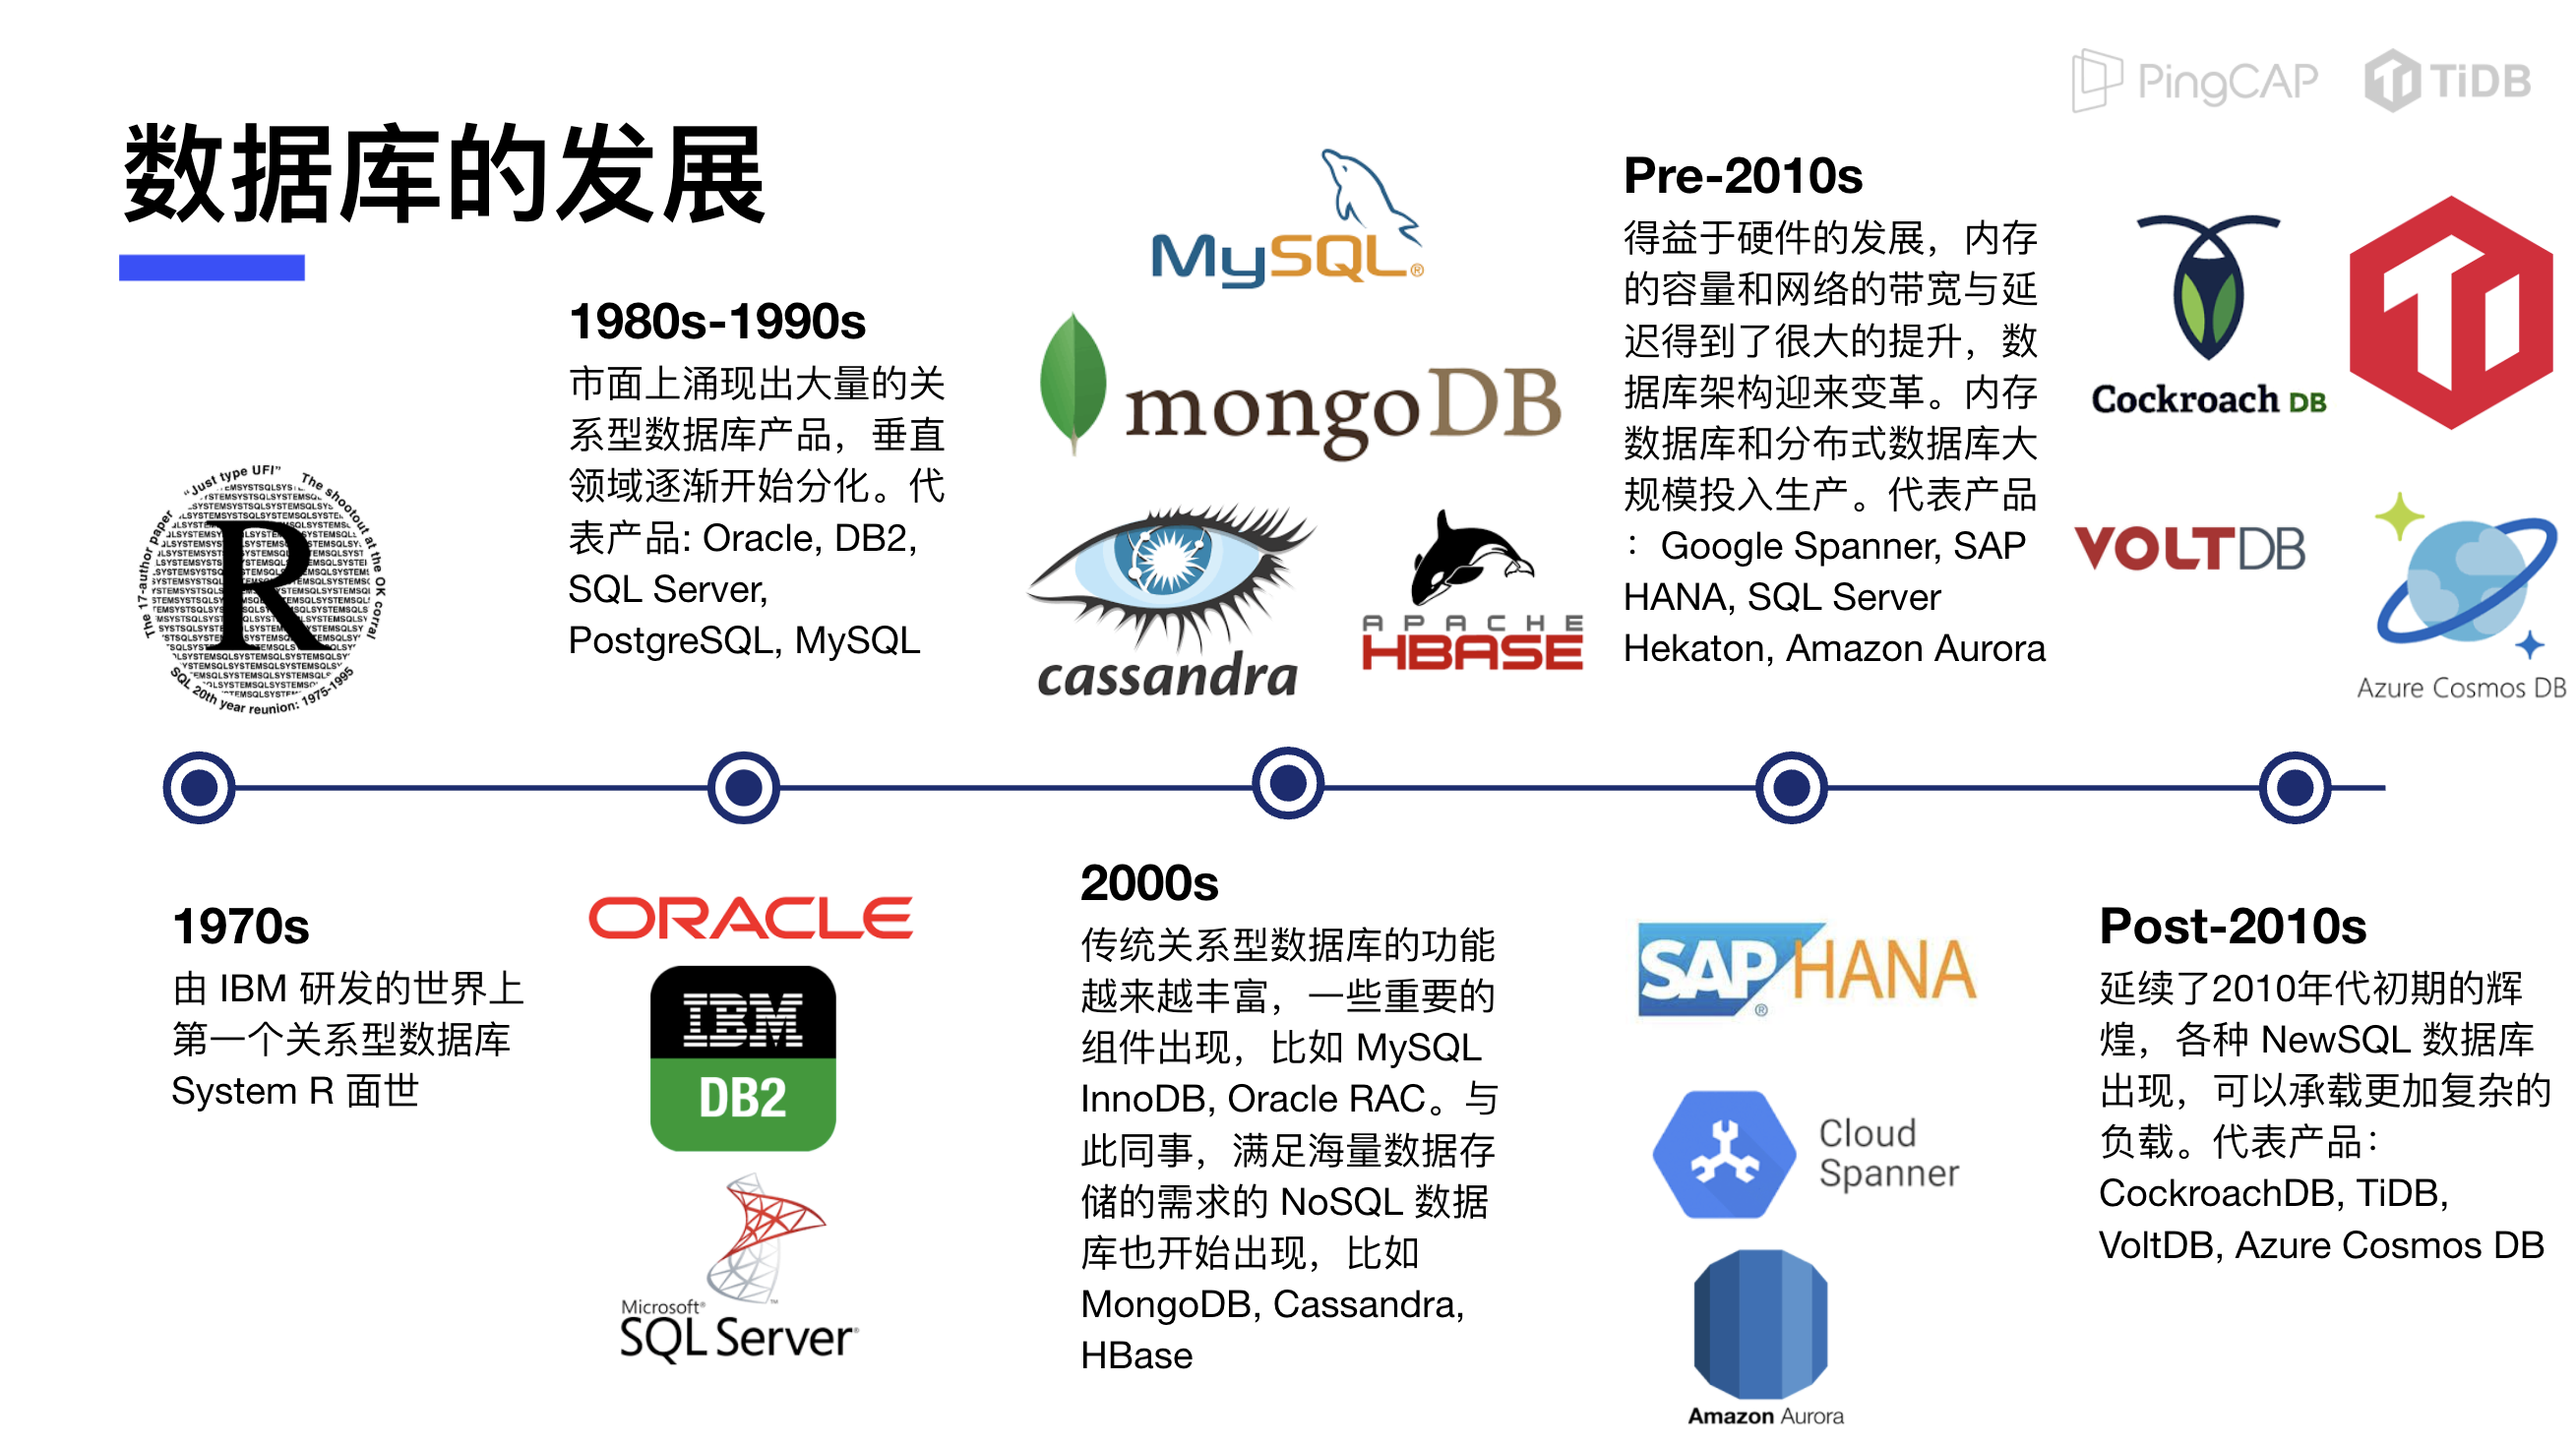 PingCAP TiDB
数据库的发展
"Just type UFI"
The shootout at the OK corral
The 17-author paper
R
SQL 20th year reunion: 1975-1995
1970s
由 IBM 研发的世界上
第一个关系型数据库
System R 面世
1980s-1990s
市面上涌现出大量的关
系型数据库产品，垂直
领域逐渐开始分化。代
表产品: Oracle, DB2,
SQL Server,
PostgreSQL, MySQL
ORACLE
IBM
DB2
Microsoft®
SQL Server®
MySQL®
mongoDB
cassandra
APACHE
HBASE
2000s
传统关系型数据库的功能
越来越丰富，一些重要的
组件出现，比如 MySQL
InnoDB, Oracle RAC。与
此同事，满足海量数据存
储的需求的 NoSQL 数据
库也开始出现，比如
MongoDB, Cassandra,
HBase
Pre-2010s
得益于硬件的发展，内存
的容量和网络的带宽与延
迟得到了很大的提升，数
据库架构迎来变革。内存
数据库和分布式数据库大
规模投入生产。代表产品
：Google Spanner, SAP
HANA, SQL Server
Hekaton, Amazon Aurora
SAP® HANA
Cloud
Spanner
Amazon Aurora
Cockroach DB
Ti
VOLTDB
Azure Cosmos DB
Post-2010s
延续了2010年代初期的辉
煌，各种 NewSQL 数据库
出现，可以承载更加复杂的
负载。代表产品：
CockroachDB, TiDB,
VoltDB, Azure Cosmos DB